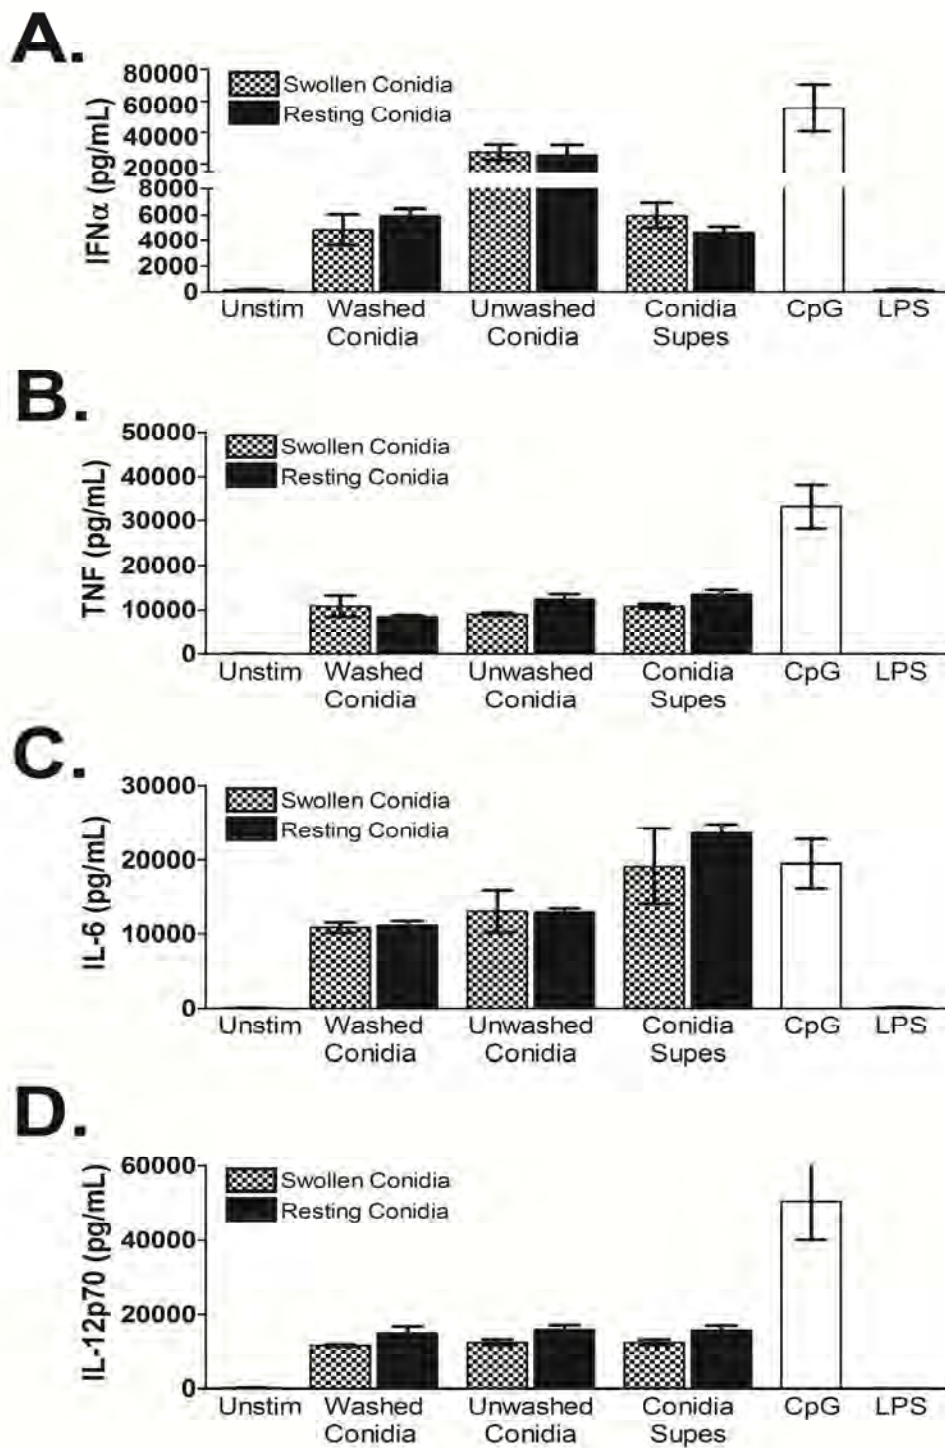 A.
IFNα (pg/mL)
80000
60000
40000
20000
8000
6000
4000
2000
0
Swollen Conidia
Resting Conidia
Unstim Washed Conidia Unwashed Conidia Conidia Supes CpG LPS
B.
TNF (pg/mL)
50000
40000
30000
20000
10000
0
Swollen Conidia
Resting Conidia
Unstim Washed Conidia Unwashed Conidia Conidia Supes CpG LPS
C.
IL-6 (pg/mL)
30000
20000
10000
0
Swollen Conidia
Resting Conidia
Unstim Washed Conidia Unwashed Conidia Conidia Supes CpG LPS
D.
IL-12p70 (pg/mL)
60000
40000
20000
0
Swollen Conidia
Resting Conidia
Unstim Washed Conidia Unwashed Conidia Conidia Supes CpG LPS